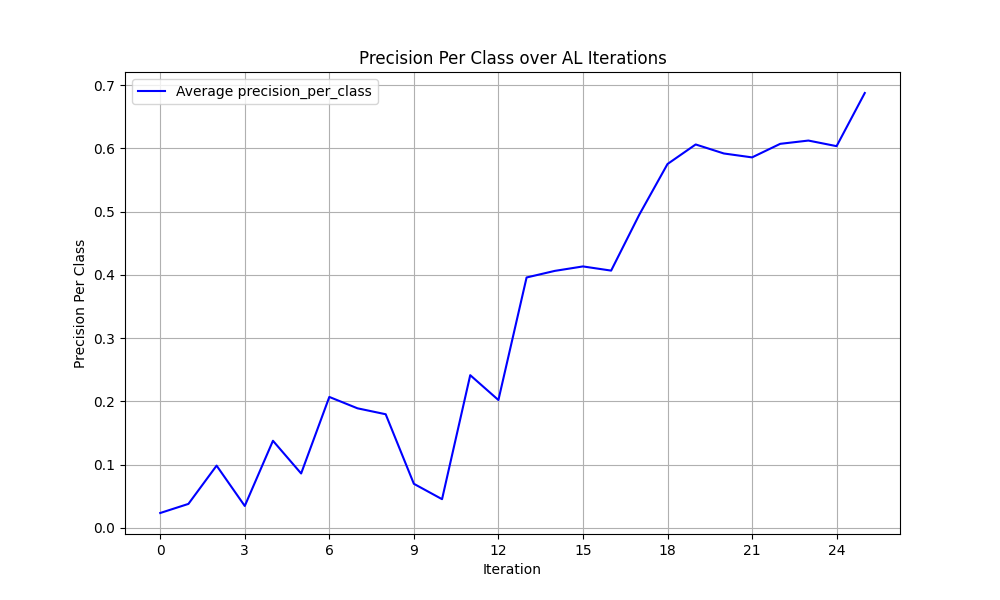 Precision Per Class over AL Iterations
Average precision_per_class
Precision Per Class
0.7
0.6
0.5
0.4
0.3
0.2
0.1
0.0
0 3 6 9 12 15 18 21 24
Iteration